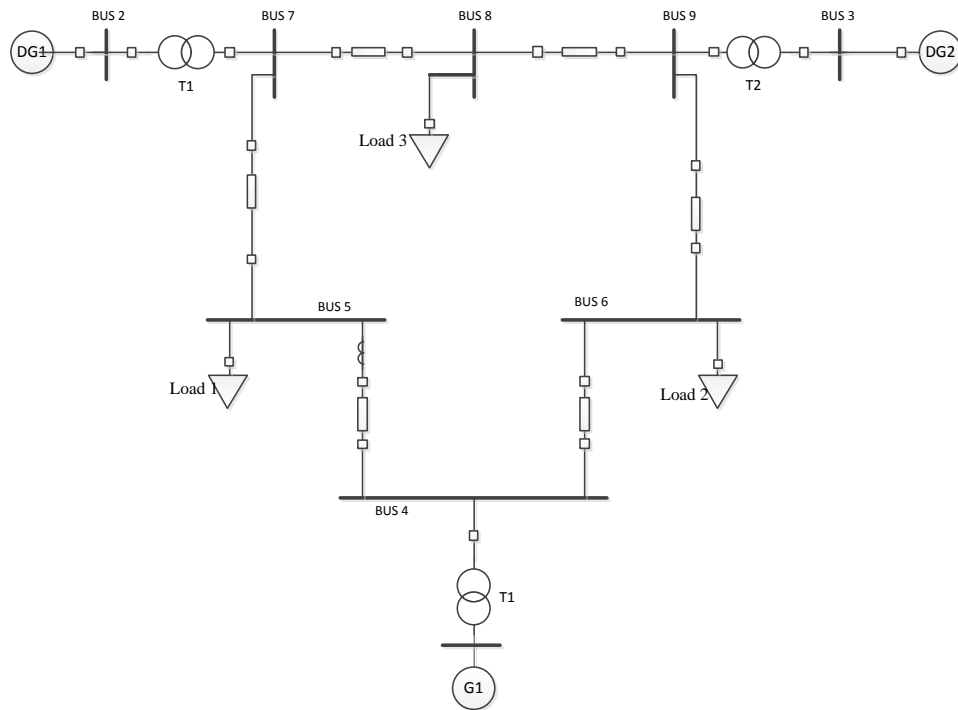 BUS 2
BUS 7
BUS 8
BUS 9
BUS 3
DG1
DG2
T1
T2
Load 3
BUS 5
BUS 6
Load 1
Load 2
BUS 4
T1
G1